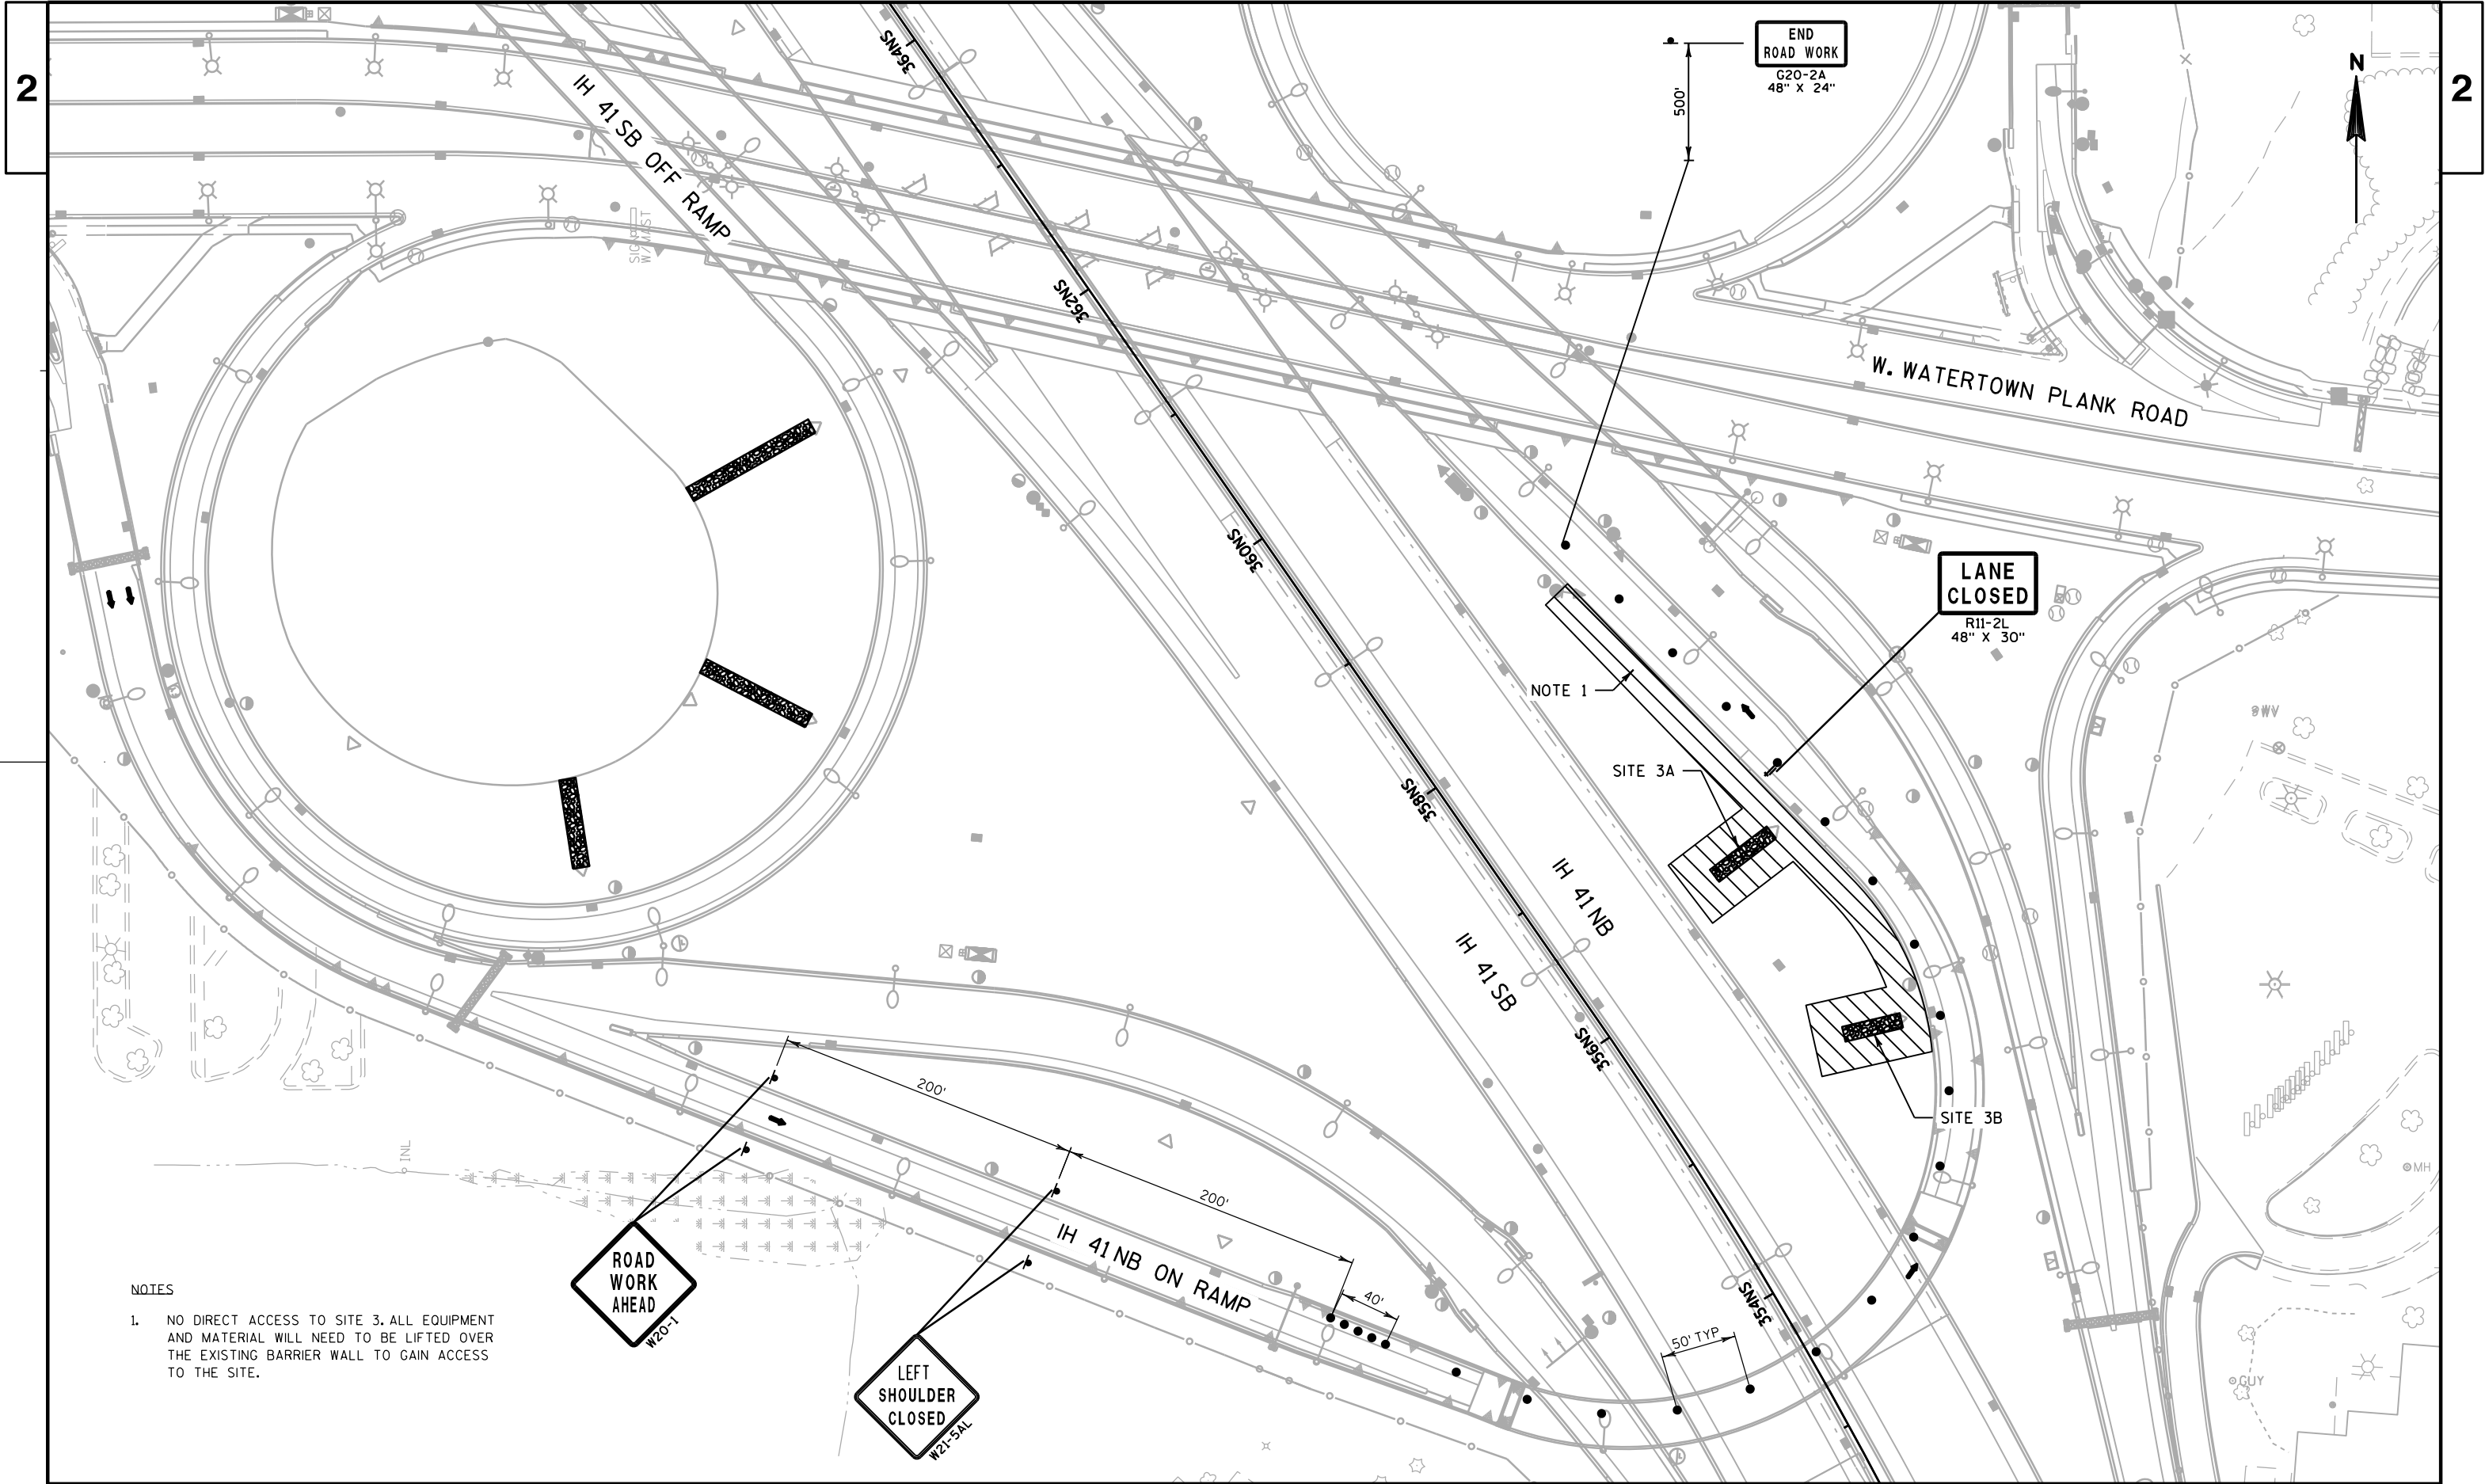 2
2
364NS
END
ROAD WORK
G20-2A
48" X 24"
500'
N
IH 41 SB OFF RAMP
SIGN
W/MAST
362NS
W. WATERTOWN PLANK ROAD
360NS
LANE
CLOSED
R11-2L
48" X 30"
NOTE 1
SITE 3A
358NS
IH 41 NB
IH 41 SB
356NS
SITE 3B
200'
200'
INL
MH
IH 41 NB ON RAMP
40'
50' TYP
354NS
GUY
ROAD
WORK
AHEAD
W20-1
LEFT
SHOULDER
CLOSED
W21-5AL
NOTES
1. NO DIRECT ACCESS TO SITE 3. ALL EQUIPMENT
AND MATERIAL WILL NEED TO BE LIFTED OVER
THE EXISTING BARRIER WALL TO GAIN ACCESS
TO THE SITE.